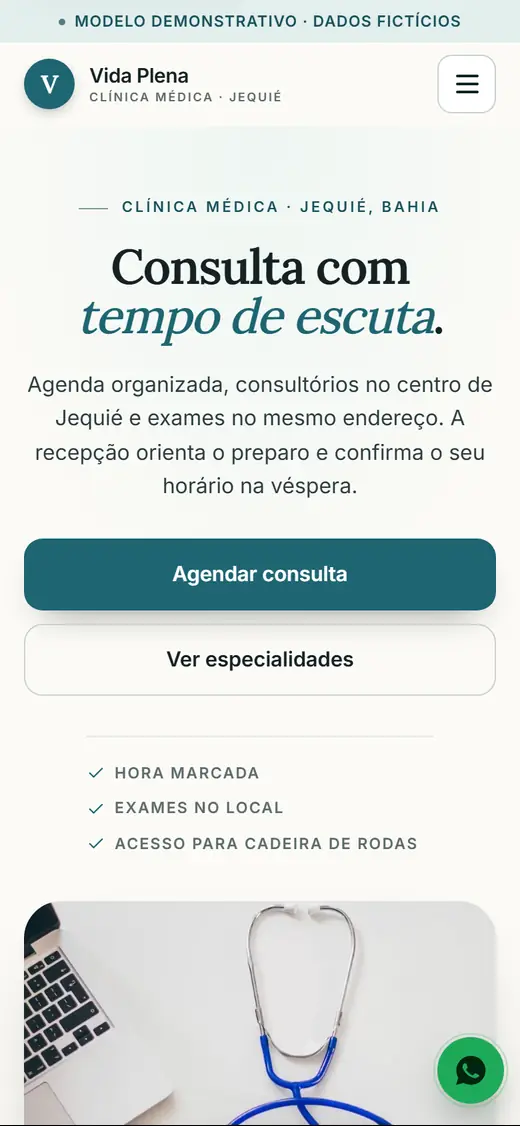 MODELO DEMONSTRATIVO · DADOS FICTÍCIOS
V
Vida Plena
CLÍNICA MÉDICA · JEQUIÉ
CLÍNICA MÉDICA · JEQUIÉ, BAHIA
Consulta com
tempo de escuta.
Agenda organizada, consultórios no centro de
Jequié e exames no mesmo endereço. A
recepção orienta o preparo e confirma o seu
horário na véspera.
Agendar consulta
Ver especialidades
HORA MARCADA
EXAMES NO LOCAL
ACESSO PARA CADEIRA DE RODAS